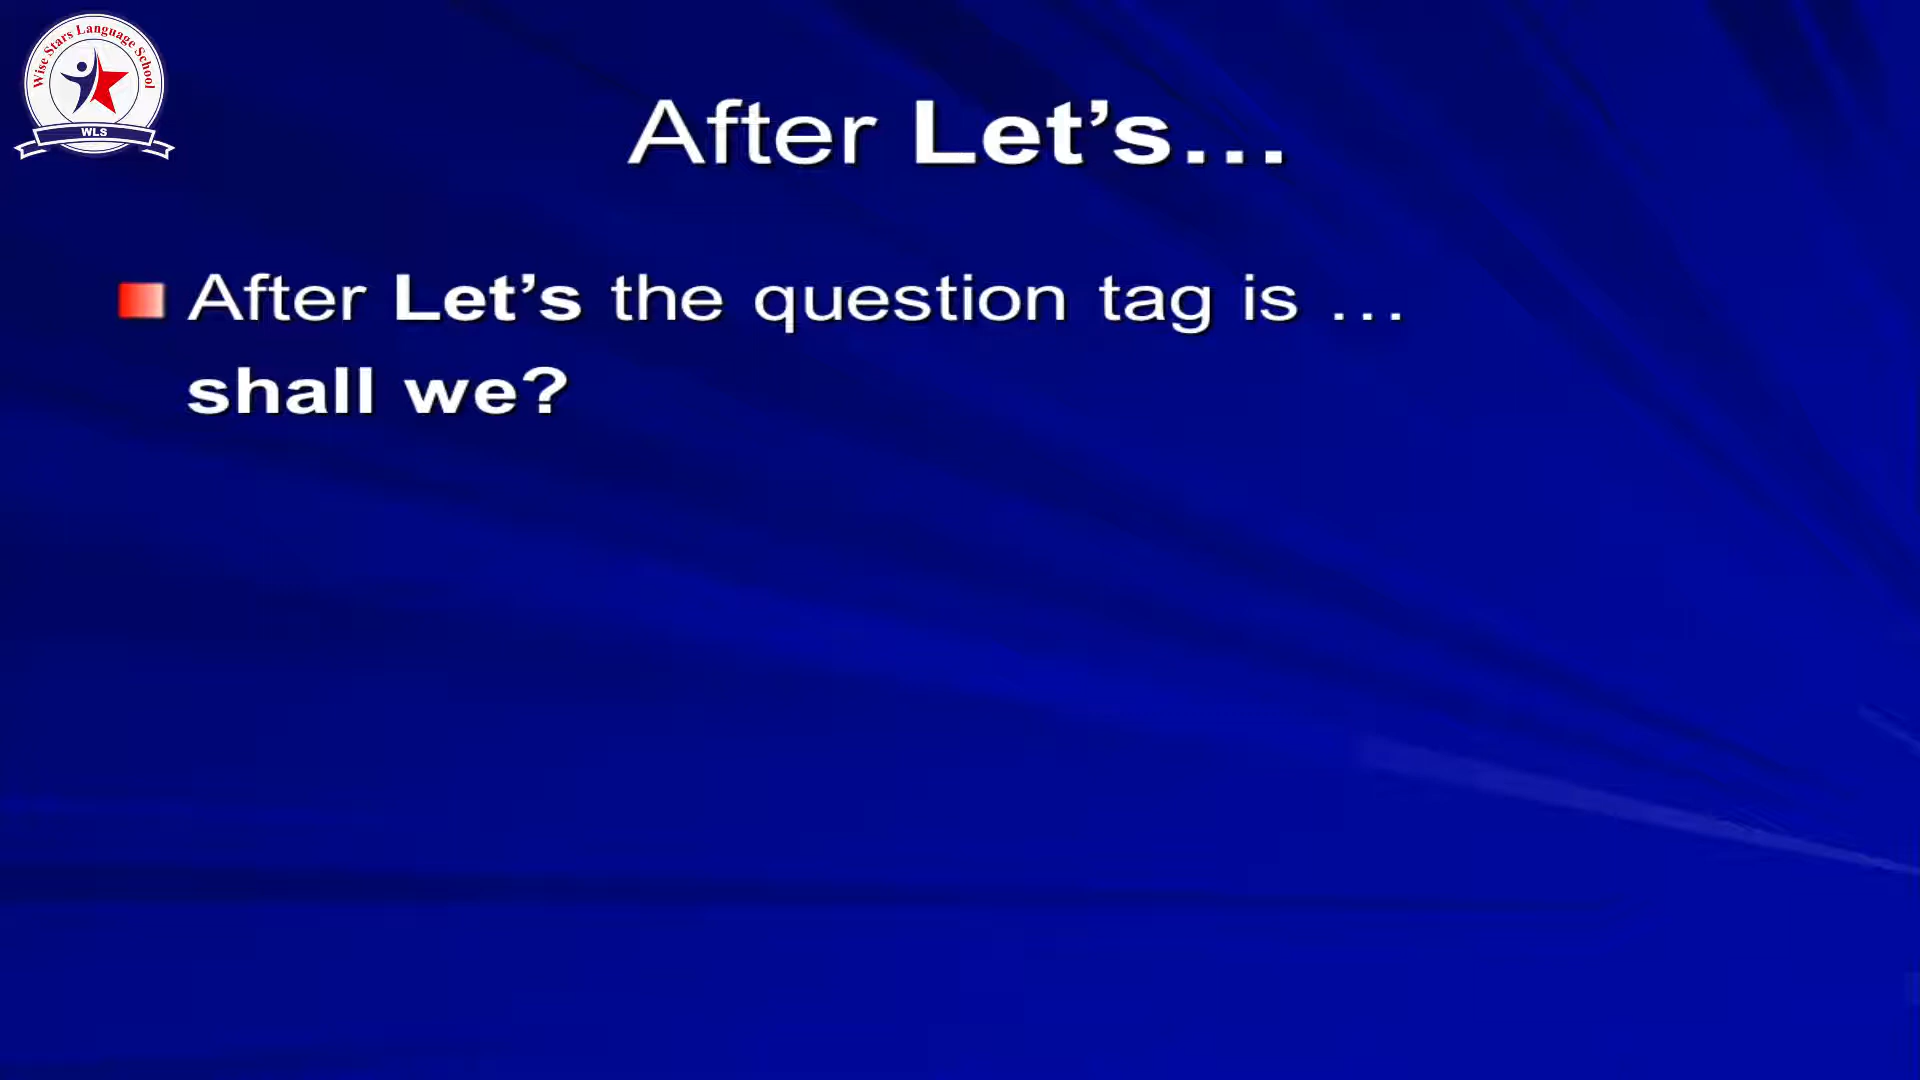 Wise Stars Language School
WLS
After Let’s…
After Let’s the question tag is …
shall we?